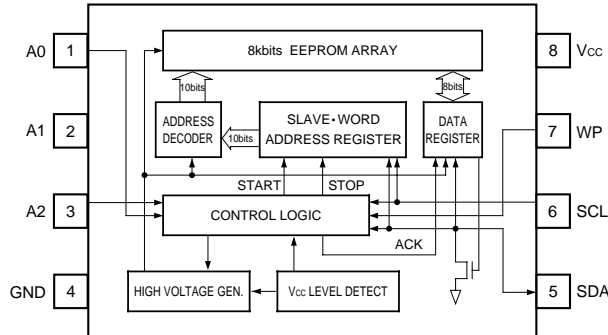 8kbits EEPROM ARRAY
A0 1
8 Vcc
10bits
8bits
A1 2
ADDRESS
DECODER
10bits
SLAVE・WORD
ADDRESS REGISTER
DATA
REGISTER
7 WP
START
STOP
A2 3
CONTROL LOGIC
6 SCL
ACK
GND 4
HIGH VOLTAGE GEN.
Vcc LEVEL DETECT
5 SDA